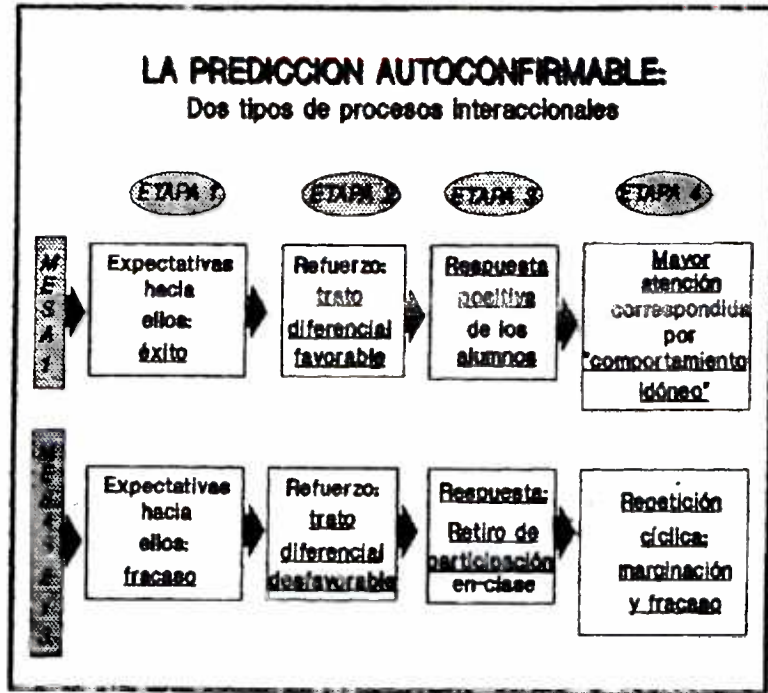 LA PREDICCION AUTOCONFIRMABLE:
Dos tipos de procesos interaccionales
ETAPA 1
ETAPA 2
ETAPA 3
ETAPA 4
MESA 1
Expectativas
hacia
ellos:
éxito
Refuerzo:
trato
diferencial
favorable
Respuesta
positiva
de los
alumnos
Mayor
atención
correspondida
por
"comportamiento
idóneo"
Expectativas
hacia
ellos:
fracaso
Refuerzo:
trato
diferencial
desfavorable
Respuesta:
Retiro de
participación
en clase
Repetición
cíclica:
marginación
y fracaso